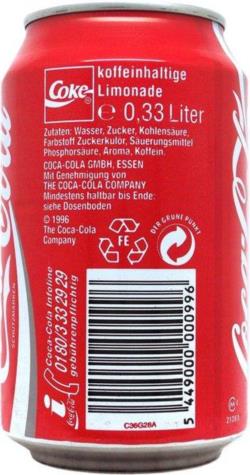 Coke
koffeinhaltige
Limonade
℮ 0,33 Liter
Zutaten: Wasser, Zucker, Kohlensäure,
Farbstoff Zuckerkulör, Säuerungsmittel
Phosphorsäure, Aroma, Koffein.
COCA-COLA GMBH, ESSEN
Mit Genehmigung von
THE COCA-COLA COMPANY
Mindestens haltbar bis Ende:
siehe Dosenboden
© 1996
The Coca-Cola
Company
FE
DER GRÜNE PUNKT
Coca-Cola Infoline
0180/3 33 29 29
gebührenpflichtig
SCHUTZMARKEN
5 449000 000996
C36G28A